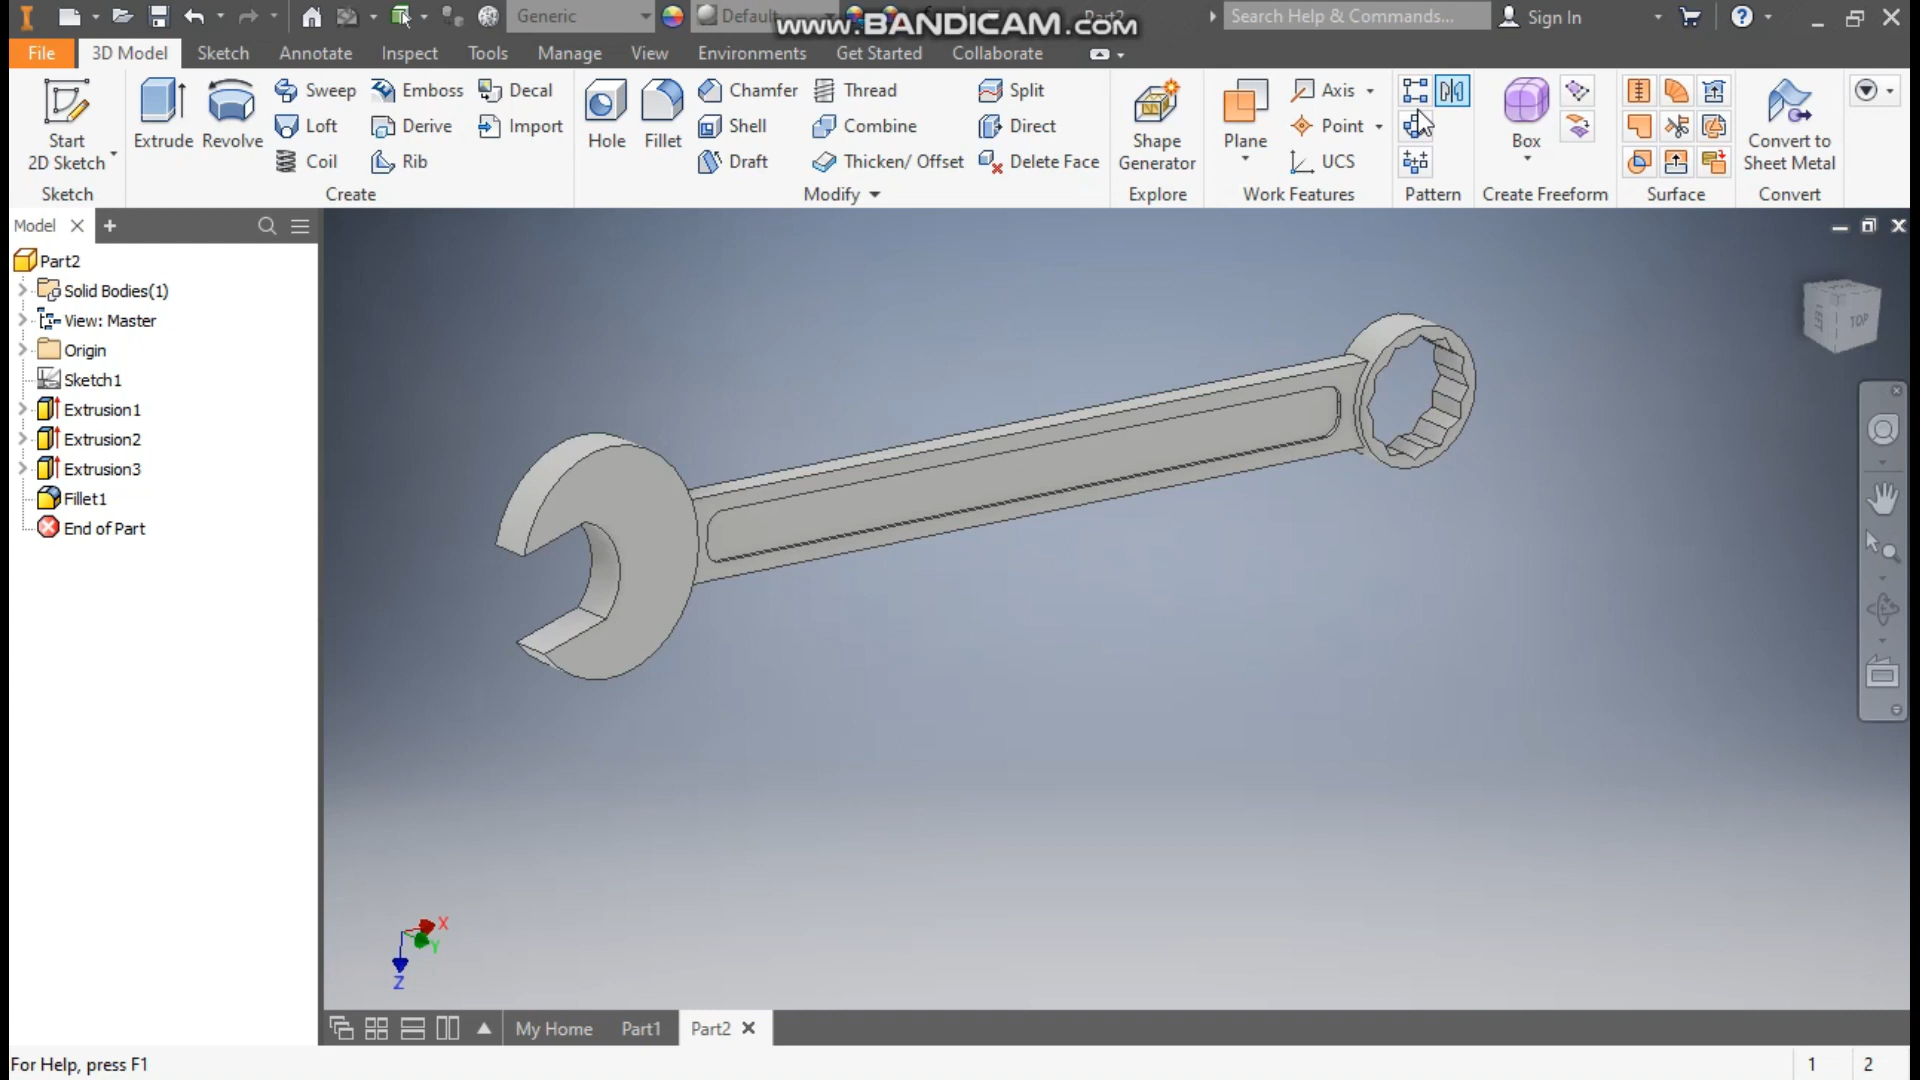 Generic
Default
www.BANDICAM.com
Search Help & Commands...
Sign In
File
3D Model
Sketch
Annotate
Inspect
Tools
Manage
View
Environments
Get Started
Collaborate
Start
2D Sketch
Extrude
Revolve
Sweep
Loft
Coil
Emboss
Derive
Rib
Decal
Import
Hole
Fillet
Chamfer
Shell
Draft
Thread
Combine
Thicken/ Offset
Split
Direct
Delete Face
Shape
Generator
Plane
Axis
Point
UCS
Box
Convert to
Sheet Metal
Sketch
Create
Modify
Explore
Work Features
Pattern
Create Freeform
Surface
Convert
Model
Part2
Solid Bodies(1)
View: Master
Origin
Sketch1
Extrusion1
Extrusion2
Extrusion3
Fillet1
End of Part
LEFT
TOP
X
Y
Z
My Home
Part1
Part2
For Help, press F1
1
2